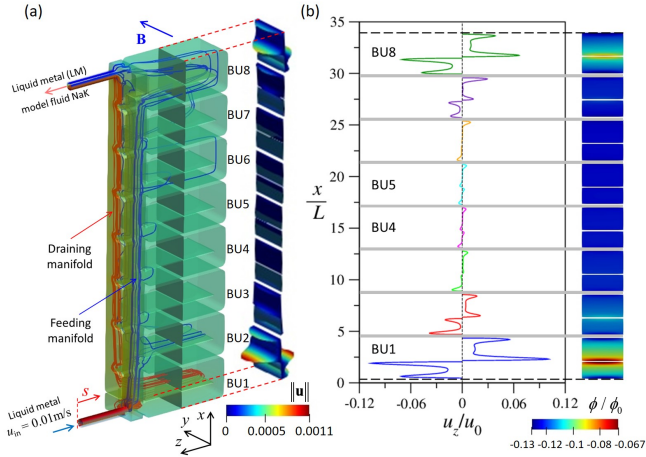 (a)
B
Liquid metal (LM)
model fluid NaK
BU8
BU7
BU6
BU5
BU4
BU3
BU2
BU1
Draining
manifold
Feeding
manifold
Liquid metal
u_in = 0.01m/s
s
x
y
z
||u||
0 0.0005 0.0011
(b)
35
30
25
20
15
10
5
0
x/L
BU8
BU5
BU4
BU1
-0.12 -0.06 0 0.06 0.12
u_z/u_0
ϕ / ϕ_0
-0.13 -0.12 -0.1 -0.09 -0.067